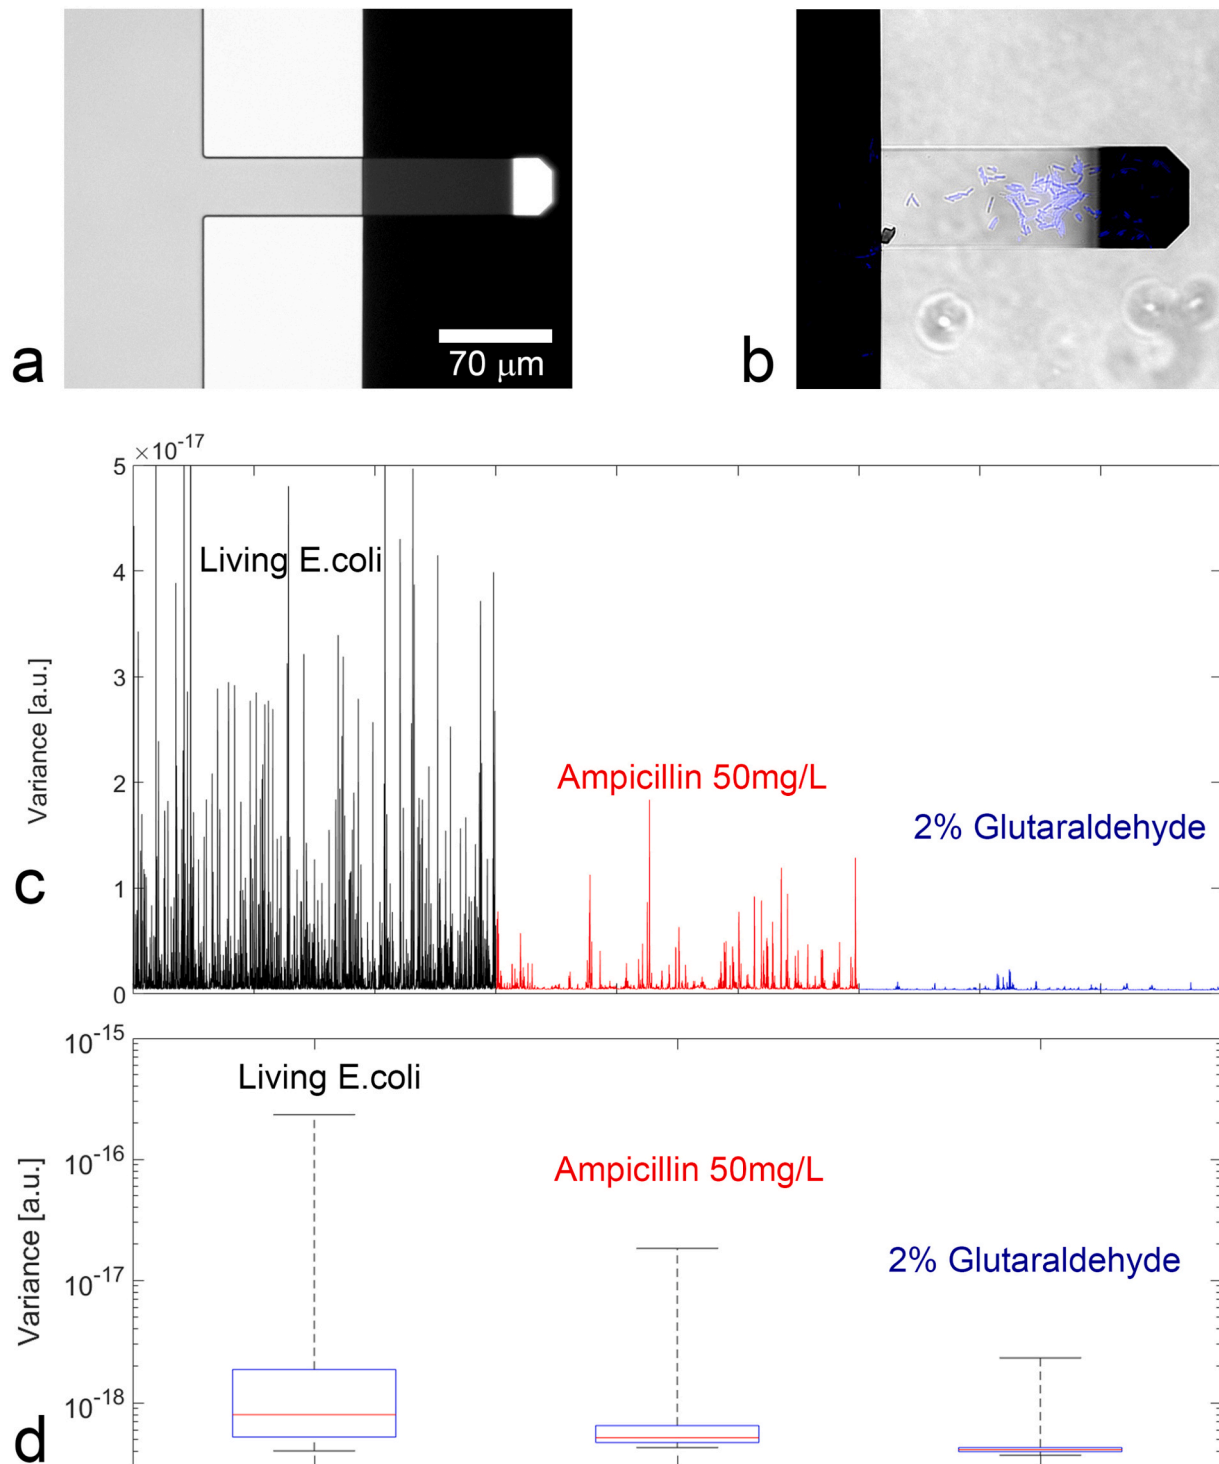 70 μm
a
b
×10⁻¹⁷
5
4
3
2
1
0
Variance [a.u.]
Living E.coli
Ampicillin 50mg/L
2% Glutaraldehyde
c
10⁻¹⁵
10⁻¹⁶
10⁻¹⁷
10⁻¹⁸
Variance [a.u.]
Living E.coli
Ampicillin 50mg/L
2% Glutaraldehyde
d